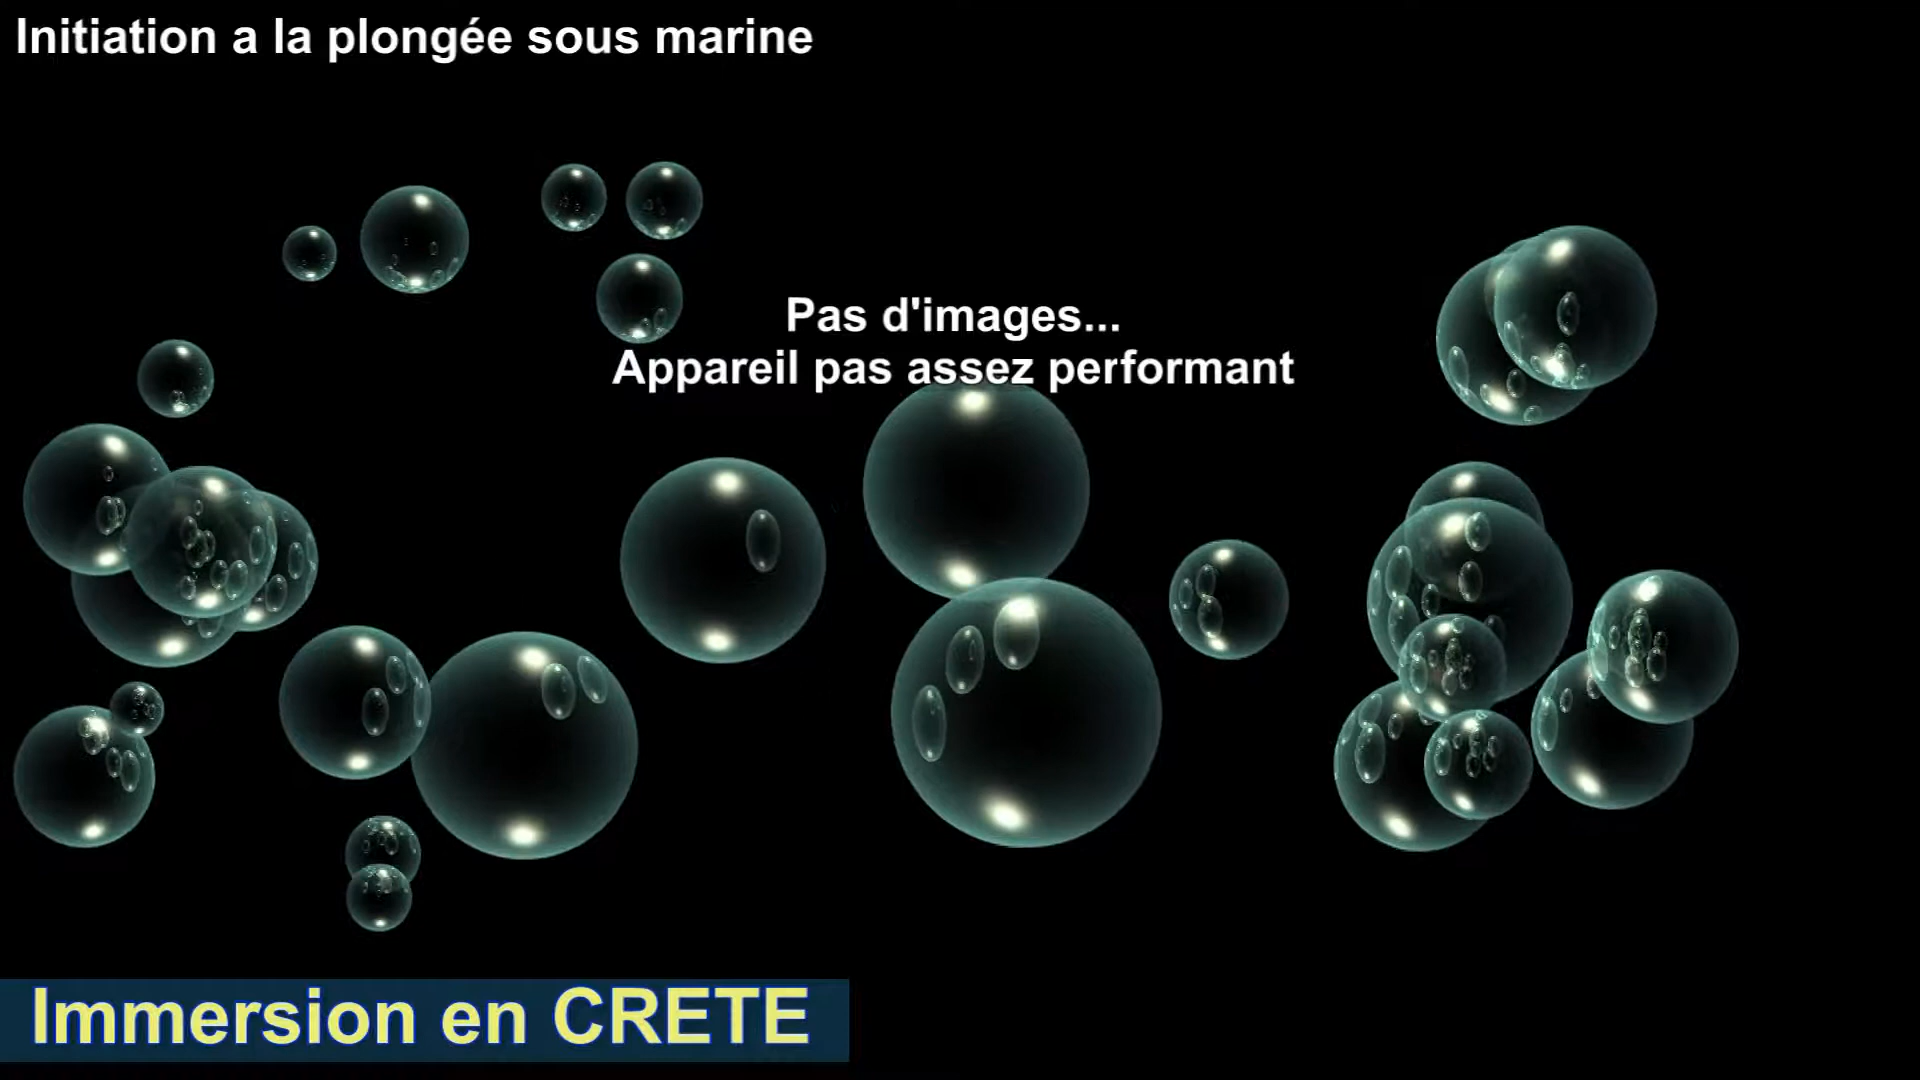 Initiation a la plongée sous marine
Pas d'images...
Appareil pas assez performant
Immersion en CRETE